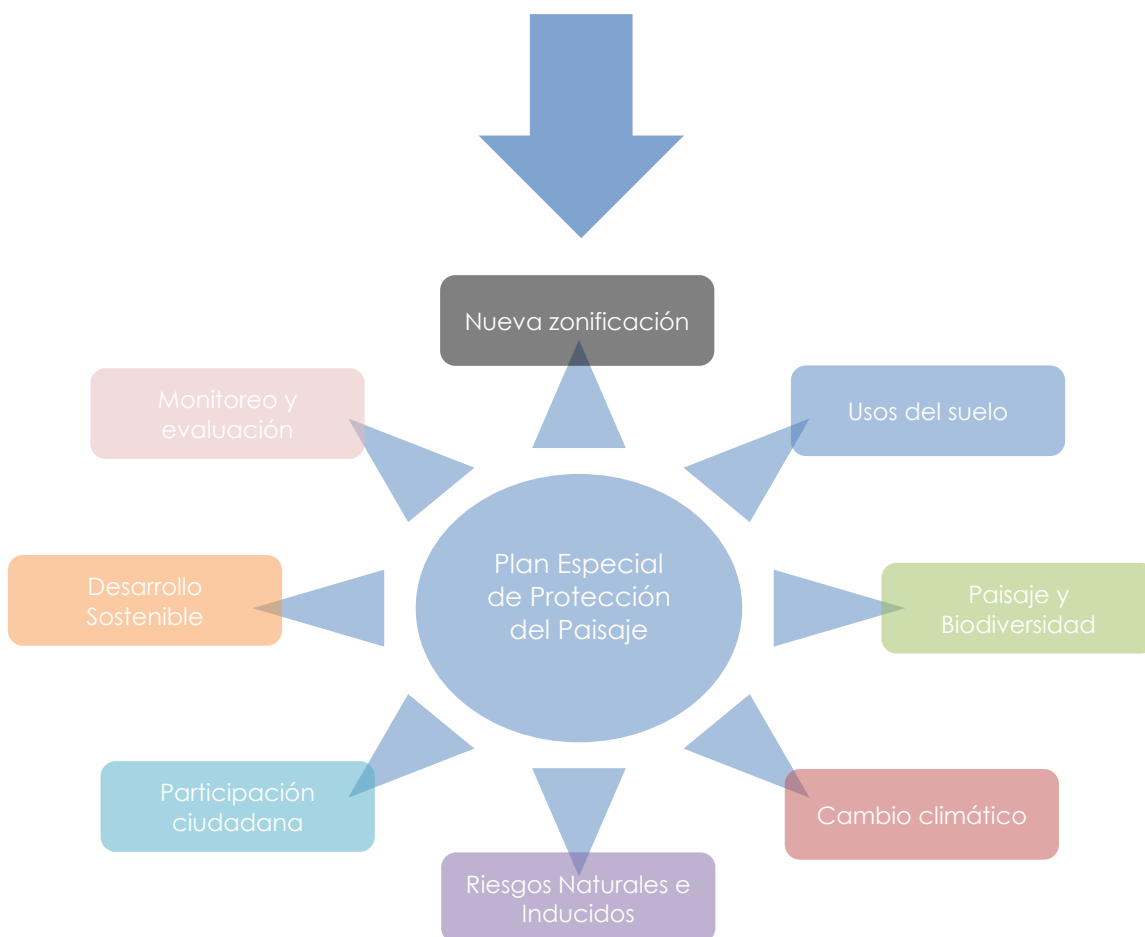 Nueva zonificación
Monitoreo y
evaluación
Usos del suelo
Plan Especial
de Protección
del Paisaje
Desarrollo
Sostenible
Paisaje y
Biodiversidad
Participación
ciudadana
Cambio climático
Riesgos Naturales e
Inducidos